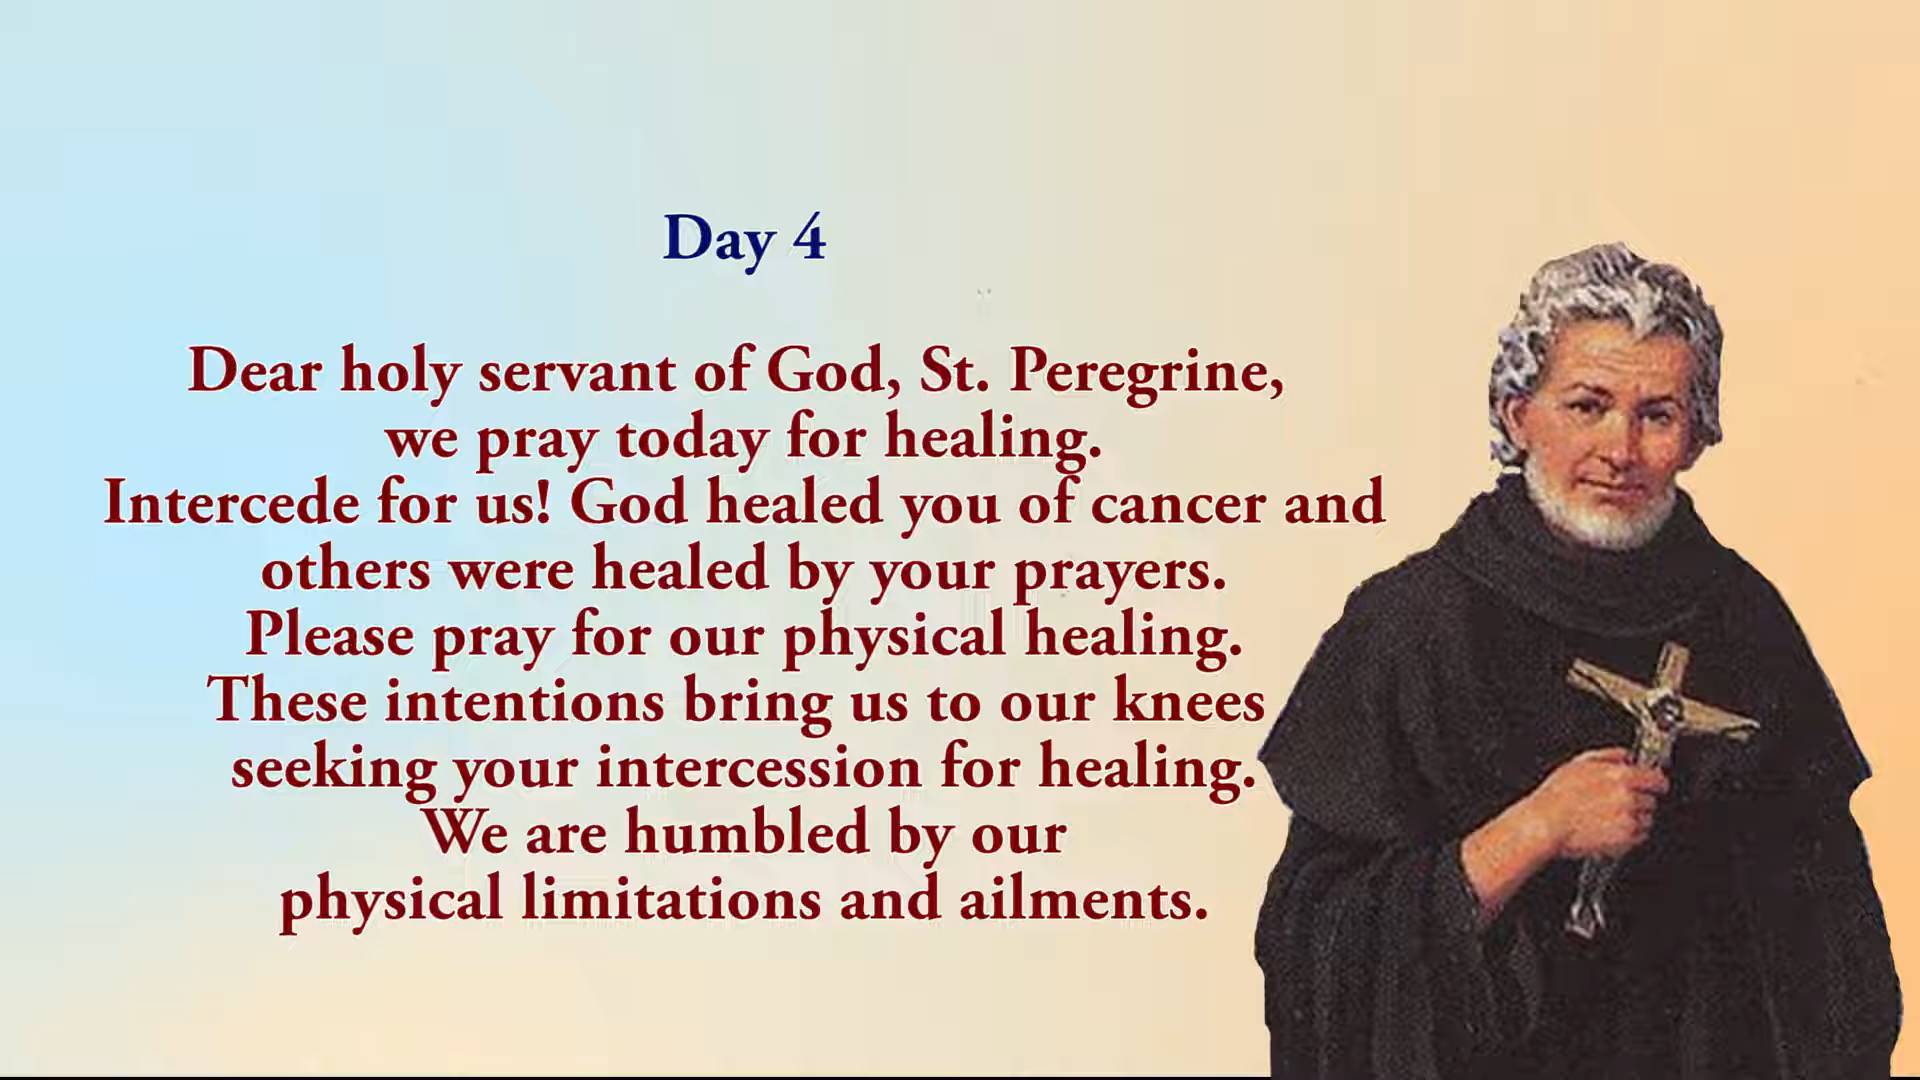 Day 4
Dear holy servant of God, St. Peregrine,
we pray today for healing.
Intercede for us! God healed you of cancer and
others were healed by your prayers.
Please pray for our physical healing.
These intentions bring us to our knees
seeking your intercession for healing.
We are humbled by our
physical limitations and ailments.